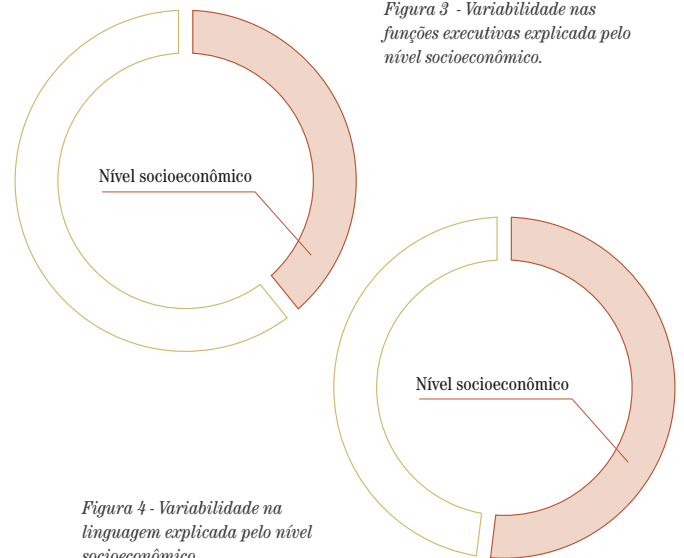 Figura 3 - Variabilidade nas
funções executivas explicada pelo
nível socioeconômico.
Nível socioeconômico
Nível socioeconômico
Figura 4 - Variabilidade na
linguagem explicada pelo nível
socioeconômico